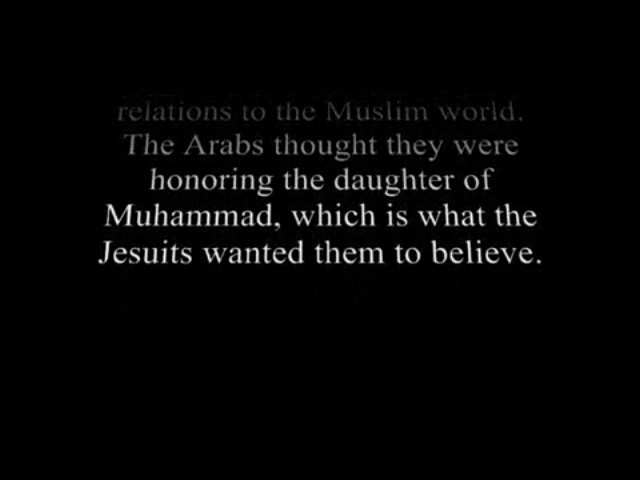 relations to the Muslim world.
The Arabs thought they were
honoring the daughter of
Muhammad, which is what the
Jesuits wanted them to believe.